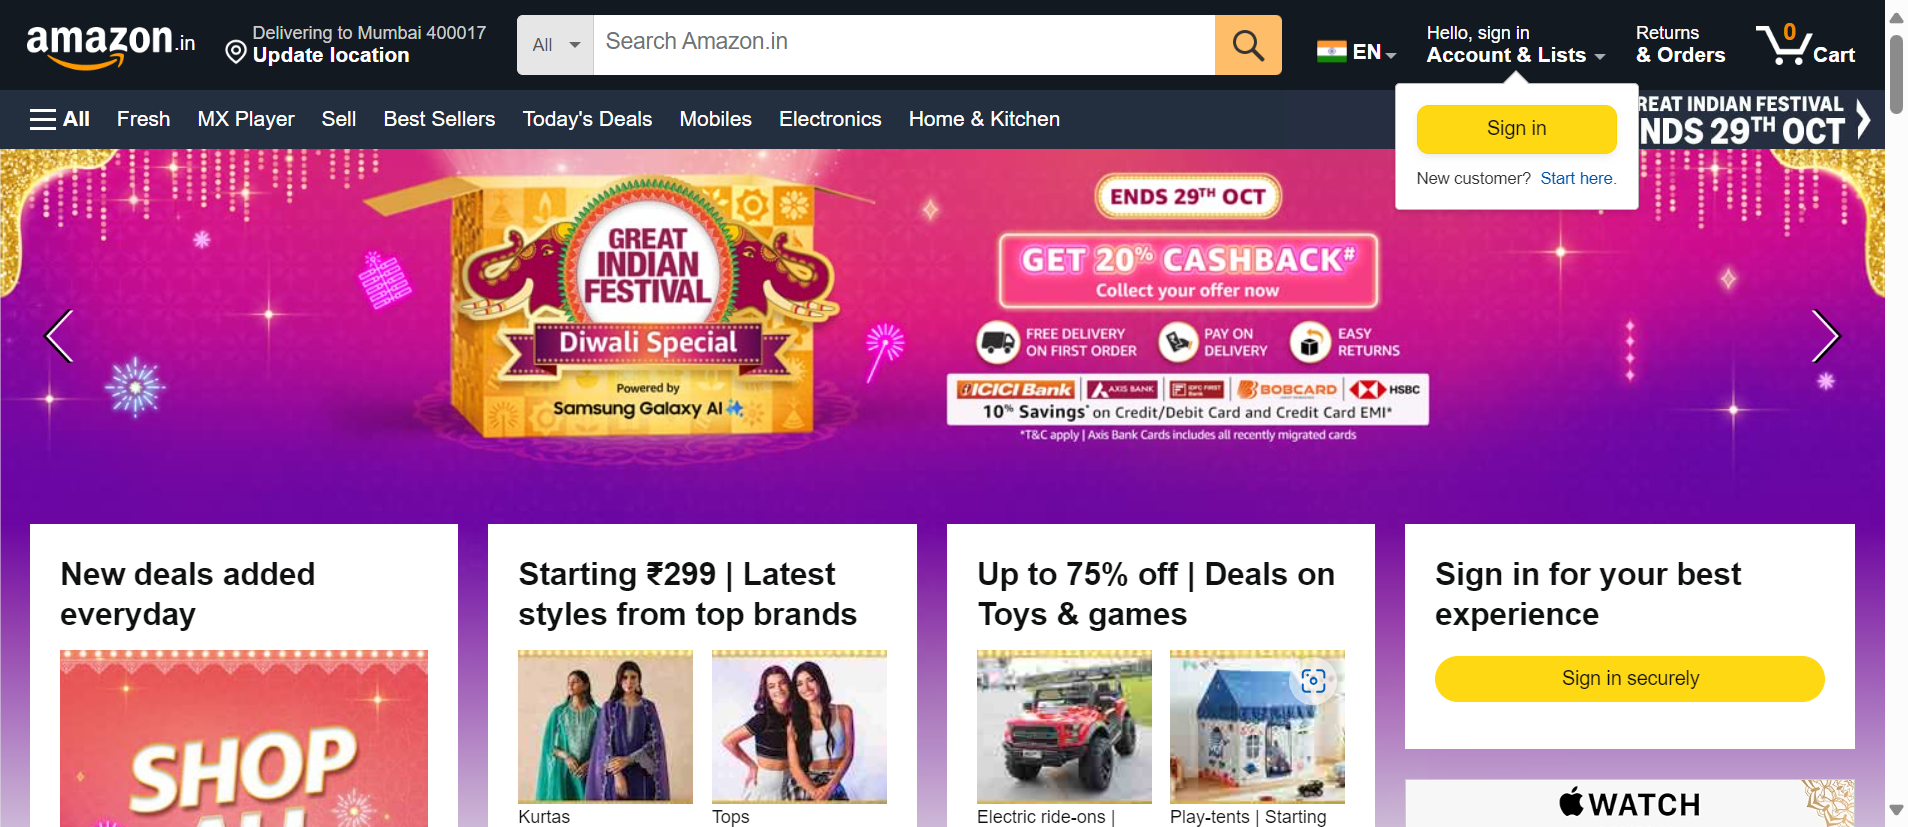 amazon.in
Delivering to Mumbai 400017
Update location
All
Search Amazon.in
EN
Hello, sign in
Account & Lists
Returns
& Orders
0
Cart
All
Fresh
MX Player
Sell
Best Sellers
Today's Deals
Mobiles
Electronics
Home & Kitchen
REAT INDIAN FESTIVAL
NDS 29TH OCT
Sign in
New customer? Start here.
GREAT
INDIAN
FESTIVAL
Diwali Special
Powered by
Samsung Galaxy AI
ENDS 29TH OCT
GET 20% CASHBACK#
Collect your offer now
FREE DELIVERY
ON FIRST ORDER
PAY ON
DELIVERY
EASY
RETURNS
ICICI Bank
AXIS BANK
IDFC FIRST
Bank
BOBCARD
HSBC
10% Savings* on Credit/Debit Card and Credit Card EMI*
*T&C apply | Axis Bank Cards includes all recently migrated cards
New deals added
everyday
SHOP
ALL
Starting ₹299 | Latest
styles from top brands
Kurtas
Tops
Up to 75% off | Deals on
Toys & games
Electric ride-ons |
Play-tents | Starting
Sign in for your best
experience
Sign in securely
WATCH